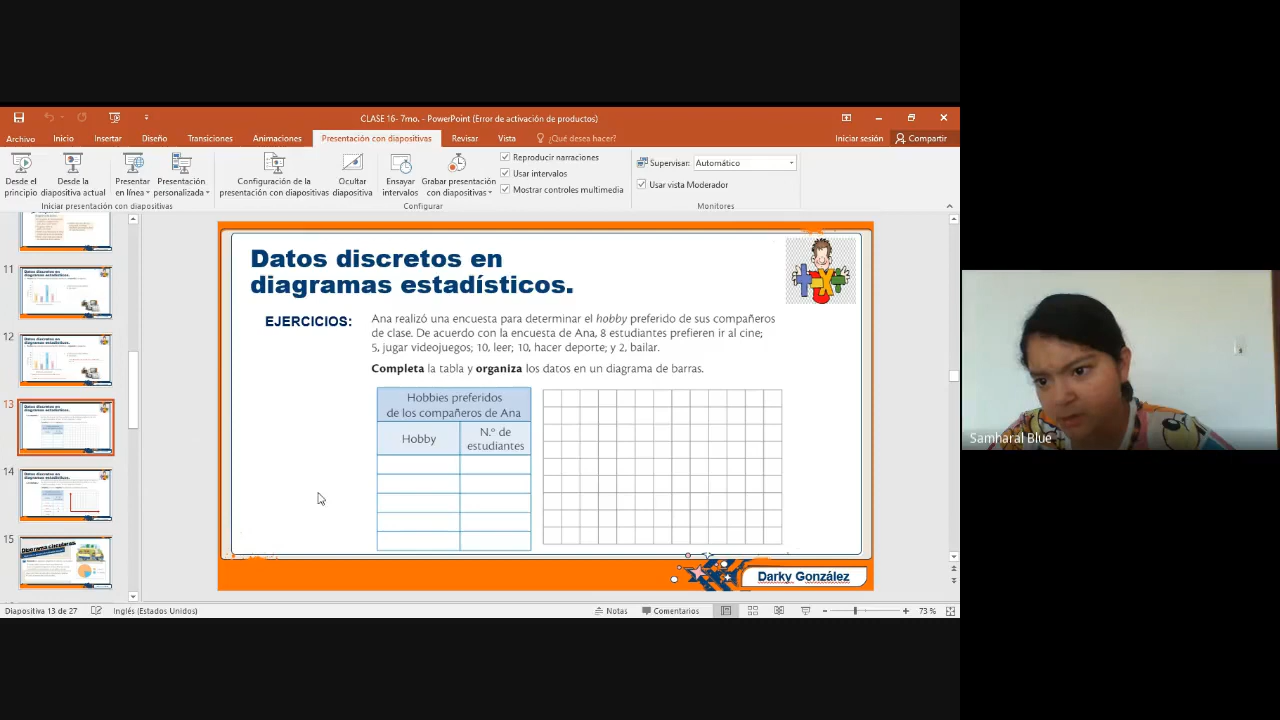 CLASE 16- 7mo. - PowerPoint (Error de activación de productos)
Archivo Inicio Insertar Diseño Transiciones Animaciones Presentación con diapositivas Revisar Vista ¿Qué desea hacer? Iniciar sesión Compartir
Desde el principio
Desde la diapositiva actual
Presentar en línea
Presentación personalizada
Configuración de la presentación con diapositivas
Ocultar diapositiva
Ensayar intervalos
Grabar presentación con diapositivas
Reproducir narraciones
Usar intervalos
Mostrar controles multimedia
Supervisar: Automático
Usar vista Moderador
Iniciar presentación con diapositivas Configurar Monitores
11
12
13
14
15
Datos discretos en
diagramas estadísticos.
EJERCICIOS:
Ana realizó una encuesta para determinar el hobby preferido de sus compañeros
de clase. De acuerdo con la encuesta de Ana, 8 estudiantes prefieren ir al cine;
5, jugar videojuegos; 10, leer; 10, hacer deporte; y 2, bailar.
Completa la tabla y organiza los datos en un diagrama de barras.
Hobbies preferidos
de los compañeros de Ana
Hobby
N.º de
estudiantes
Darky González
Samharal Blue
Diapositiva 13 de 27 Inglés (Estados Unidos) Notas Comentarios 73 %